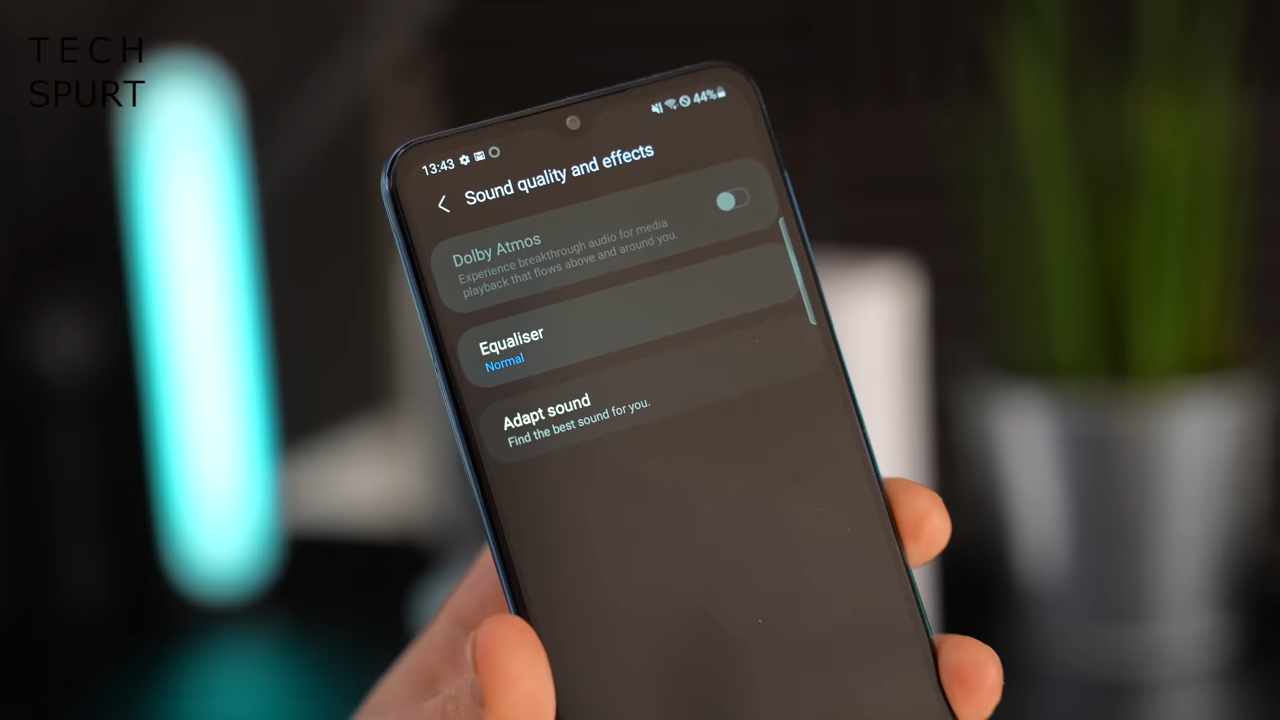 TECH
SPURT
13:43
44%
Sound quality and effects
Dolby Atmos
Experience breakthrough audio for media
playback that flows above and around you.
Equaliser
Normal
Adapt sound
Find the best sound for you.